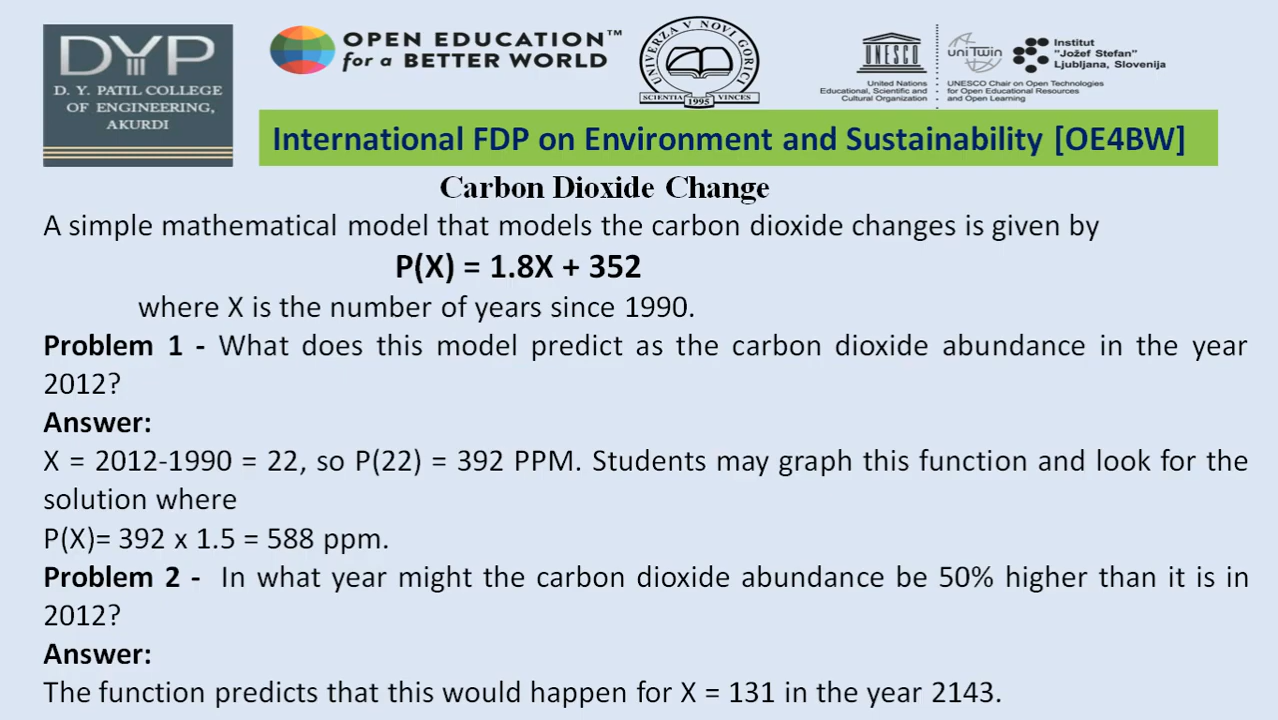 DYP
D. Y. PATIL COLLEGE
OF ENGINEERING,
AKURDI
OPEN EDUCATION™
for a BETTER WORLD
UNIVERZA V NOVI GORICI
SCIENTIA 1995 VINCES
UNESCO
United Nations
Educational, Scientific and
Cultural Organization
uniTwin
Institut
"Jožef Stefan"
Ljubljana, Slovenija
UNESCO Chair on Open Technologies
for Open Educational Resources
and Open Learning
International FDP on Environment and Sustainability [OE4BW]
Carbon Dioxide Change
A simple mathematical model that models the carbon dioxide changes is given by
P(X) = 1.8X + 352
where X is the number of years since 1990.
Problem 1 - What does this model predict as the carbon dioxide abundance in the year
2012?
Answer:
X = 2012-1990 = 22, so P(22) = 392 PPM. Students may graph this function and look for the
solution where
P(X)= 392 x 1.5 = 588 ppm.
Problem 2 - In what year might the carbon dioxide abundance be 50% higher than it is in
2012?
Answer:
The function predicts that this would happen for X = 131 in the year 2143.